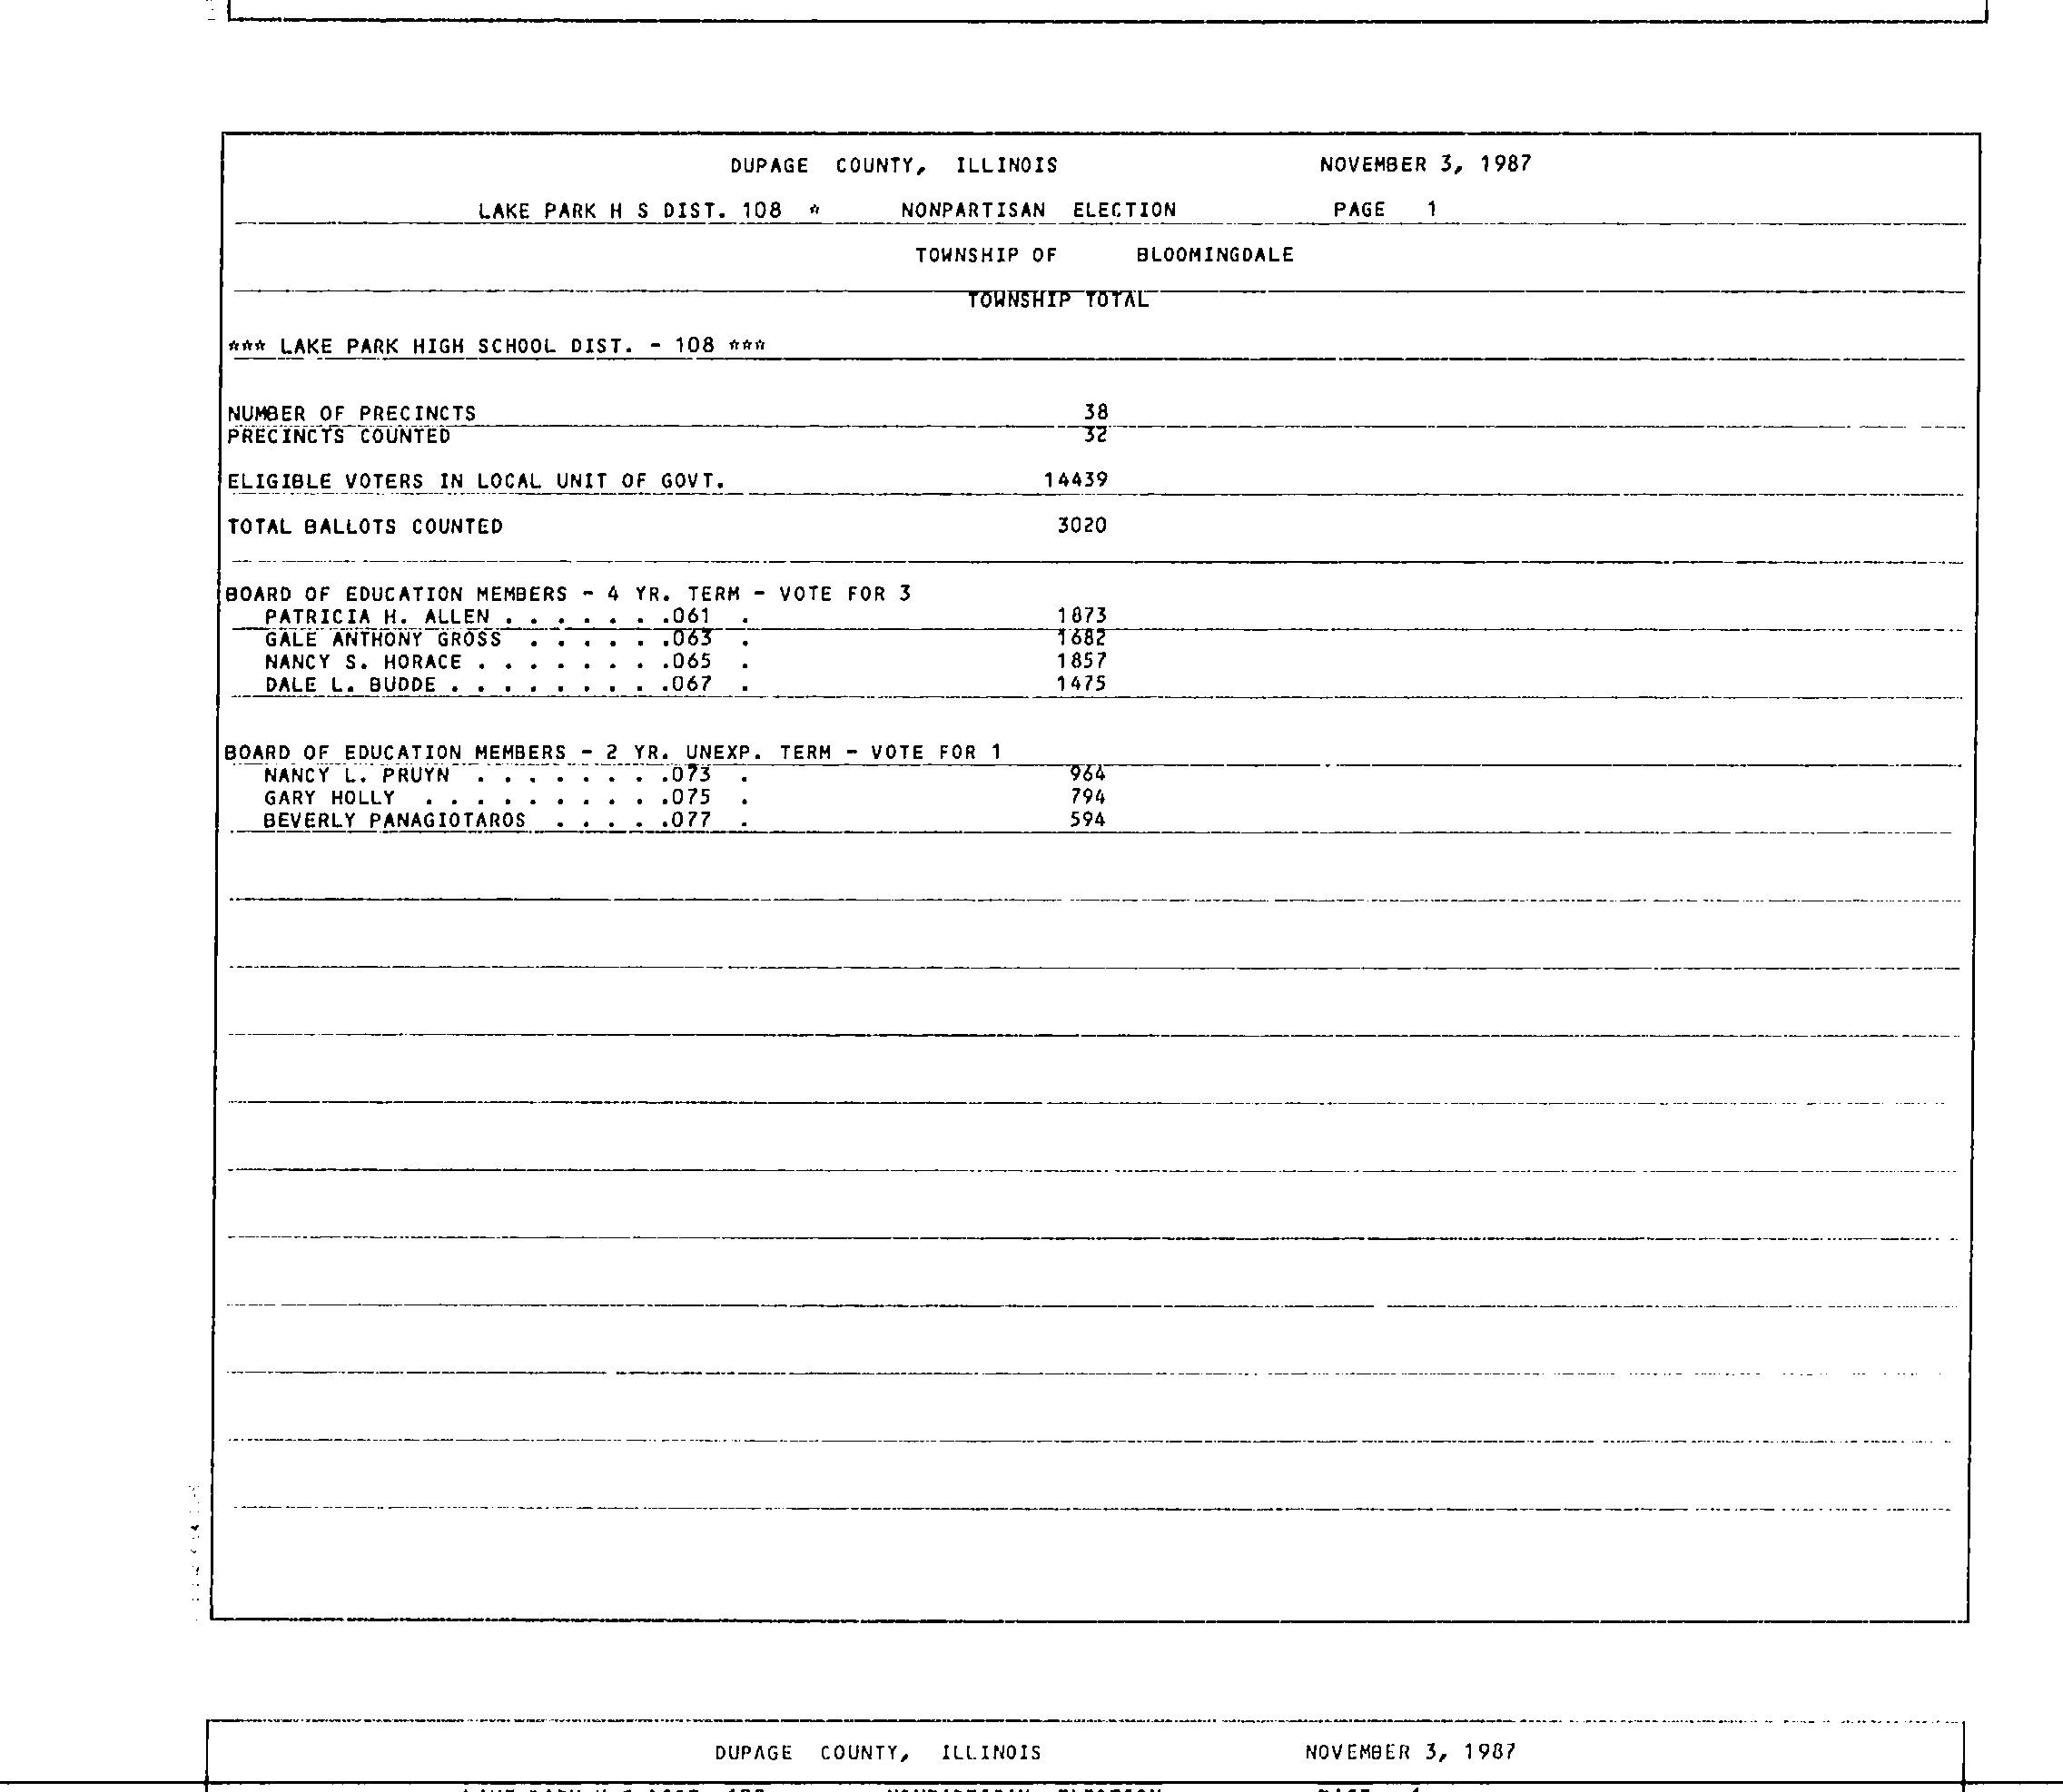 DUPAGE COUNTY, ILLINOIS NOVEMBER 3, 1987
LAKE PARK H S DIST. 108 * NONPARTISAN ELECTION PAGE 1
TOWNSHIP OF BLOOMINGDALE
TOWNSHIP TOTAL
*** LAKE PARK HIGH SCHOOL DIST. - 108 ***
NUMBER OF PRECINCTS 38
PRECINCTS COUNTED 32
ELIGIBLE VOTERS IN LOCAL UNIT OF GOVT. 14439
TOTAL BALLOTS COUNTED 3020
BOARD OF EDUCATION MEMBERS - 4 YR. TERM - VOTE FOR 3
PATRICIA H. ALLEN . . . . . . .061 . 1873
GALE ANTHONY GROSS . . . . . .063 . 1682
NANCY S. HORACE . . . . . . . .065 . 1857
DALE L. BUDDE . . . . . . . . .067 . 1475
BOARD OF EDUCATION MEMBERS - 2 YR. UNEXP. TERM - VOTE FOR 1
NANCY L. PRUYN . . . . . . . .073 . 964
GARY HOLLY . . . . . . . . . .075 . 794
BEVERLY PANAGIOTAROS . . . . .077 . 594
DUPAGE COUNTY, ILLINOIS NOVEMBER 3, 1987